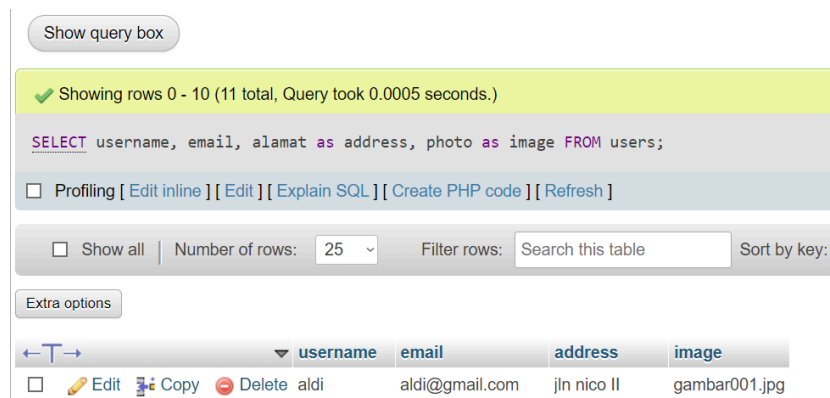 Show query box
Showing rows 0 - 10 (11 total, Query took 0.0005 seconds.)
SELECT username, email, alamat as address, photo as image FROM users;
Profiling [ Edit inline ] [ Edit ] [ Explain SQL ] [ Create PHP code ] [ Refresh ]
Show all | Number of rows: 25 Filter rows: Search this table Sort by key:
Extra options
←T→ username email address image
Edit Copy Delete aldi aldi@gmail.com jln nico II gambar001.jpg